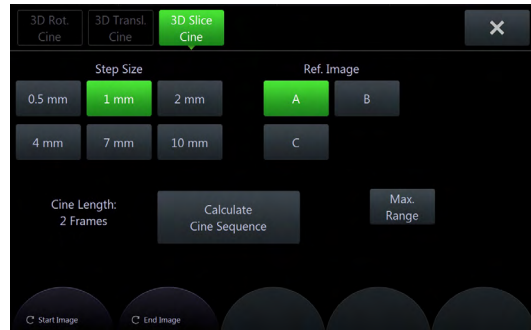 3D Rot.
Cine
3D Transl.
Cine
3D Slice
Cine
Step Size
Ref. Image
0.5 mm
1 mm
2 mm
A
B
4 mm
7 mm
10 mm
C
Cine Length:
2 Frames
Calculate
Cine Sequence
Max.
Range
Start Image
End Image